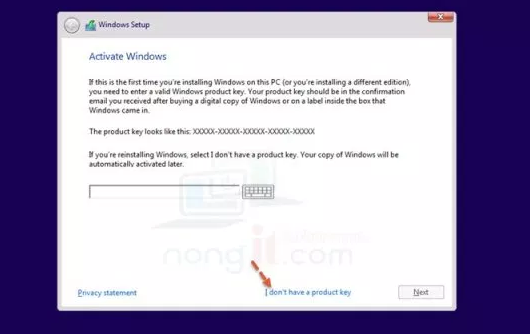 Windows Setup
Activate Windows
If this is the first time you're installing Windows on this PC (or you're installing a different edition),
you need to enter a valid Windows product key. Your product key should be in the confirmation
email you received after buying a digital copy of Windows or on a label inside the box that
Windows came in.
The product key looks like this: XXXXX-XXXXX-XXXXX-XXXXX-XXXXX
If you're reinstalling Windows, select I don't have a product key. Your copy of Windows will be
automatically activated later.
nongit.com
Privacy statement
I don't have a product key
Next